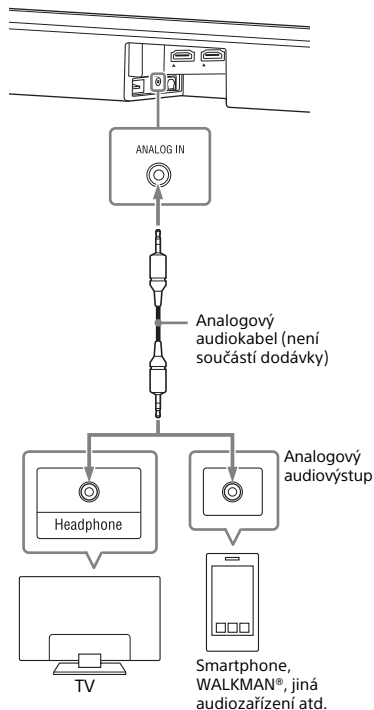 ANALOG IN
Analogový
audiokabel (není
součástí dodávky)
Analogový
audiovýstup
Headphone
TV
Smartphone,
WALKMAN®, jiná
audiozařízení atd.